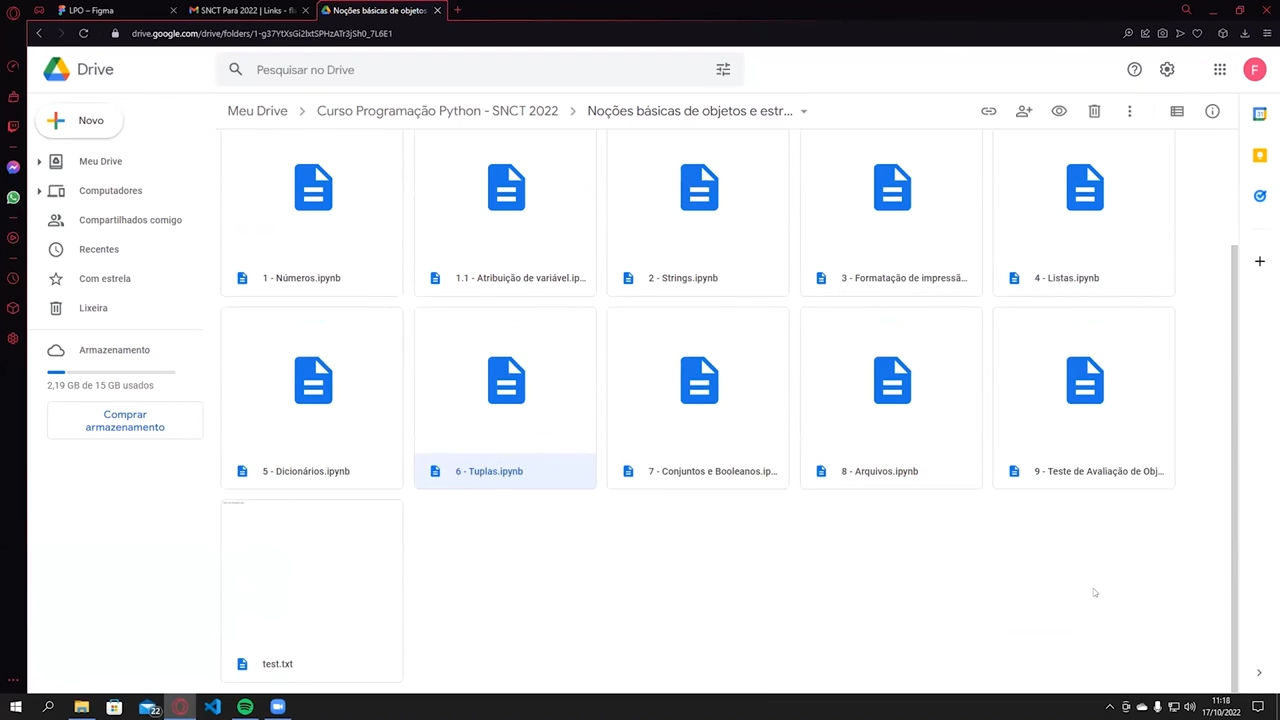 LPO – Figma
SNCT Pará 2022 | Links - fl
Noções básicas de objetos e
drive.google.com/drive/folders/1-g37YtXsGi2lxtSPHzATr3jSh0_7L6E1
Drive
Pesquisar no Drive
F
Novo
Meu Drive
Curso Programação Python - SNCT 2022
Noções básicas de objetos e estr...
Meu Drive
Computadores
Compartilhados comigo
Recentes
Com estrela
Lixeira
Armazenamento
2,19 GB de 15 GB usados
Comprar
armazenamento
1 - Números.ipynb
1.1 - Atribuição de variável.ip...
2 - Strings.ipynb
3 - Formatação de impressã...
4 - Listas.ipynb
5 - Dicionários.ipynb
6 - Tuplas.ipynb
7 - Conjuntos e Booleanos.ip...
8 - Arquivos.ipynb
9 - Teste de Avaliação de Obj...
test.txt
22
11:18
17/10/2022